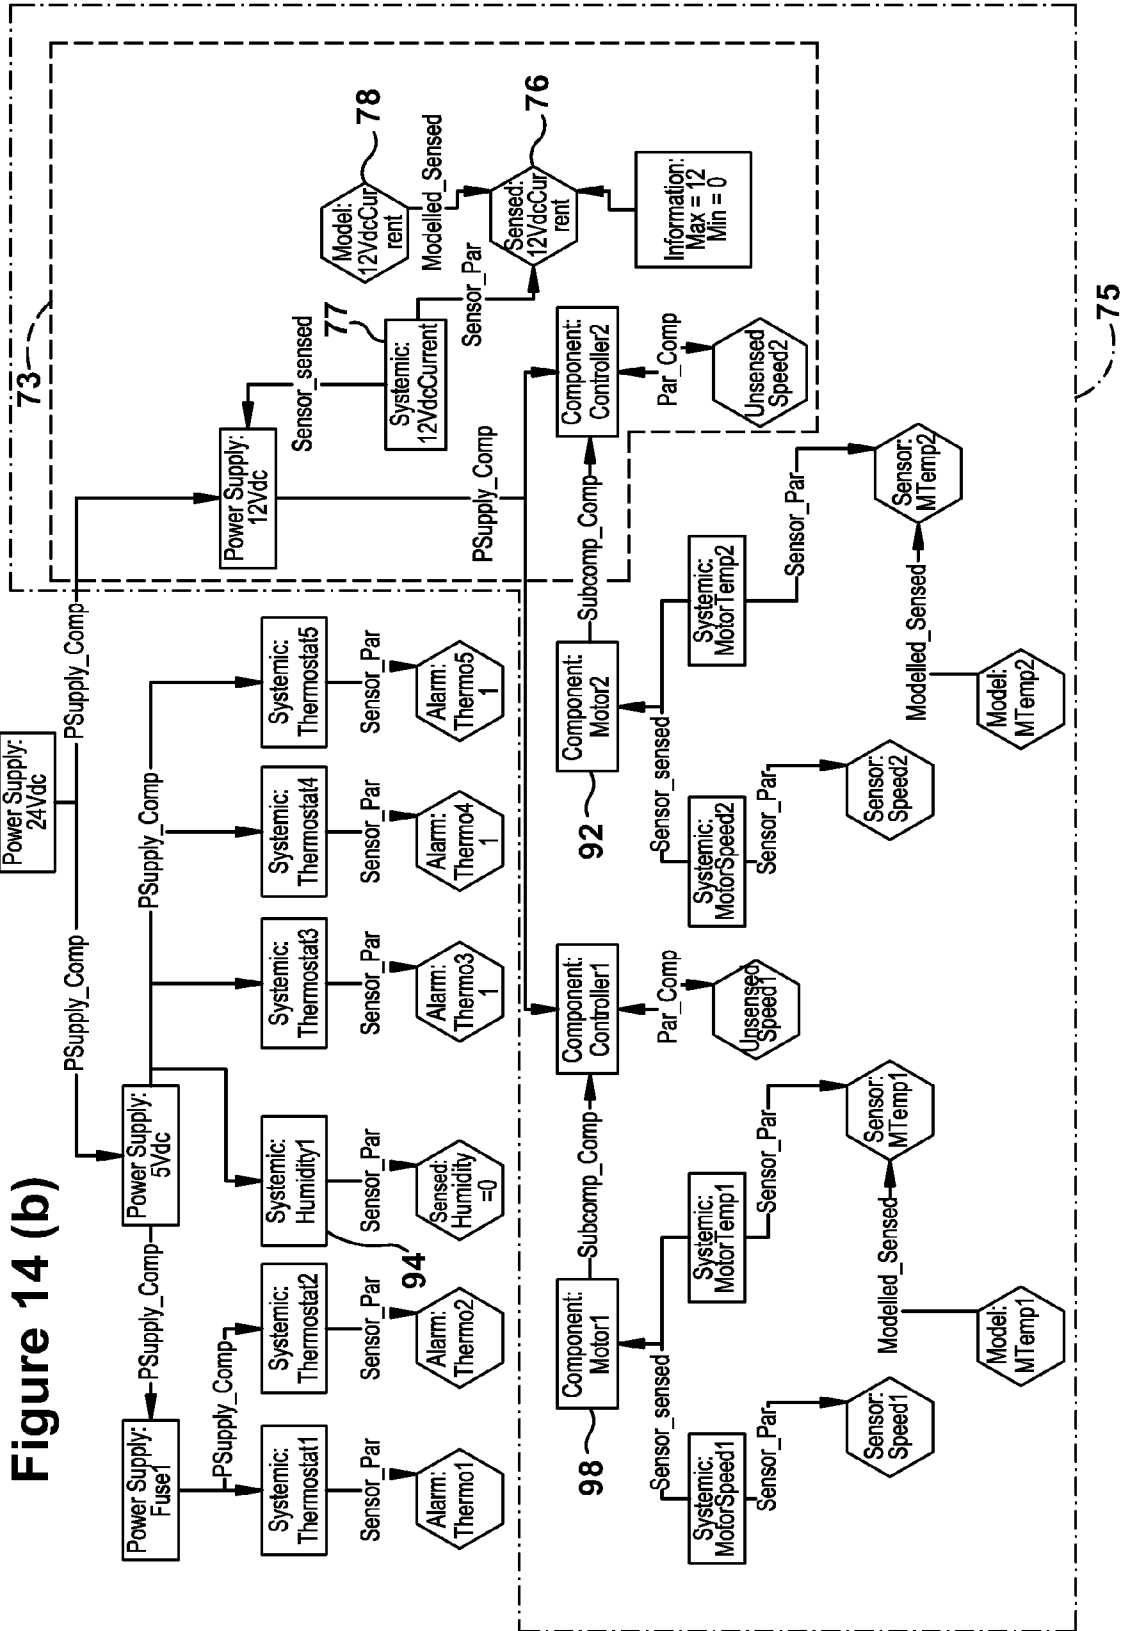 Figure 14 (b)
Power Supply:
24Vdc
PSupply_Comp
PSupply_Comp
Power Supply:
Fuse1
PSupply_Comp
Power Supply:
5Vdc
PSupply_Comp
PSupply_Comp
Systemic:
Thermostat1
Systemic:
Thermostat2
Systemic:
Humidity1
Systemic:
Thermostat3
Systemic:
Thermostat4
Systemic:
Thermostat5
94
Sensor_Par
Sensor_Par
Sensor_Par
Sensor_Par
Sensor_Par
Sensor_Par
Alarm:
Thermo1
Alarm:
Thermo2
Sensed:
Humidity
=0
Alarm:
Thermo3
1
Alarm:
Thermo4
1
Alarm:
Thermo5
1
73
Power Supply:
12Vdc
Sensor_sensed
77
Systemic:
12VdcCurrent
Sensor_Par
78
Model:
12VdcCur
rent
Modelled_Sensed
76
Sensed:
12VdcCur
rent
Information:
Max = 12
Min = 0
PSupply_Comp
98
Component:
Motor1
Subcomp_Comp
Component:
Controller1
92
Component:
Motor2
Subcomp_Comp
Component:
Controller2
Sensor_sensed
Par_Comp
Sensor_sensed
Par_Comp
Systemic:
MotorSpeed1
Systemic:
MotorTemp1
Unsensed
Speed1
Systemic:
MotorSpeed2
Systemic:
MotorTemp2
Unsensed
Speed2
Sensor_Par
Sensor_Par
Sensor_Par
Sensor_Par
Sensor:
Speed1
Sensor:
MTemp1
Sensor:
Speed2
Sensor:
MTemp2
Modelled_Sensed
Modelled_Sensed
Model:
MTemp1
Model:
MTemp2
75